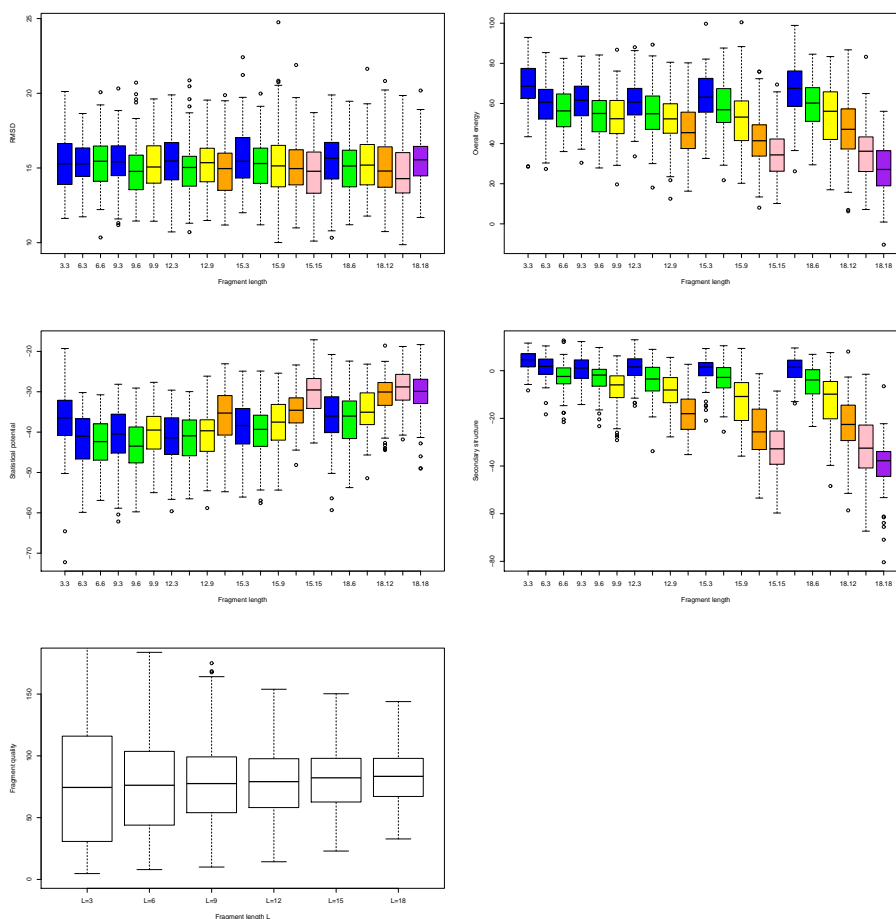 25
20
15
10
RMSD
3.3 6.3 6.6 9.3 9.6 9.9 12.3 12.9 15.3 15.9 15.15 18.6 18.12 18.18
Fragment length
100
80
60
40
20
0
Overall energy
3.3 6.3 6.6 9.3 9.6 9.9 12.3 12.9 15.3 15.9 15.15 18.6 18.12 18.18
Fragment length
−20
−30
−40
−50
−60
−70
Statistical potential
3.3 6.3 6.6 9.3 9.6 9.9 12.3 12.9 15.3 15.9 15.15 18.6 18.12 18.18
Fragment length
0
−20
−40
−60
−80
Secondary structure
3.3 6.3 6.6 9.3 9.6 9.9 12.3 12.9 15.3 15.9 15.15 18.6 18.12 18.18
Fragment length
150
100
50
0
Fragment quality
L=3 L=6 L=9 L=12 L=15 L=18
Fragment length L